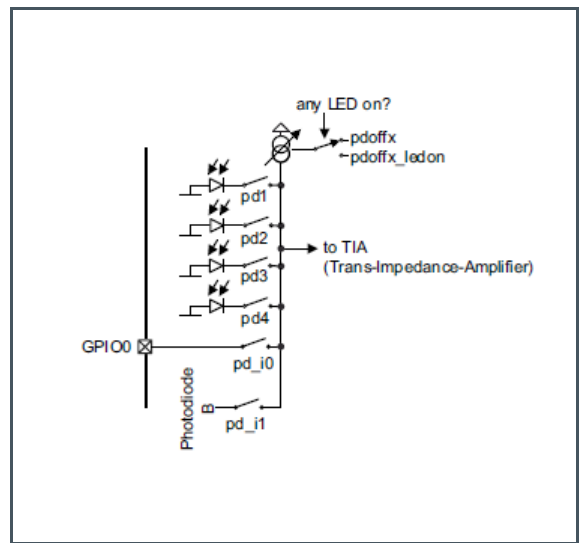 any LED on?
pdoffx
pdoffx_ledon
pd1
pd2
to TIA
(Trans-Impedance-Amplifier)
pd3
pd4
GPIO0
pd_i0
Photodiode
B
pd_i1